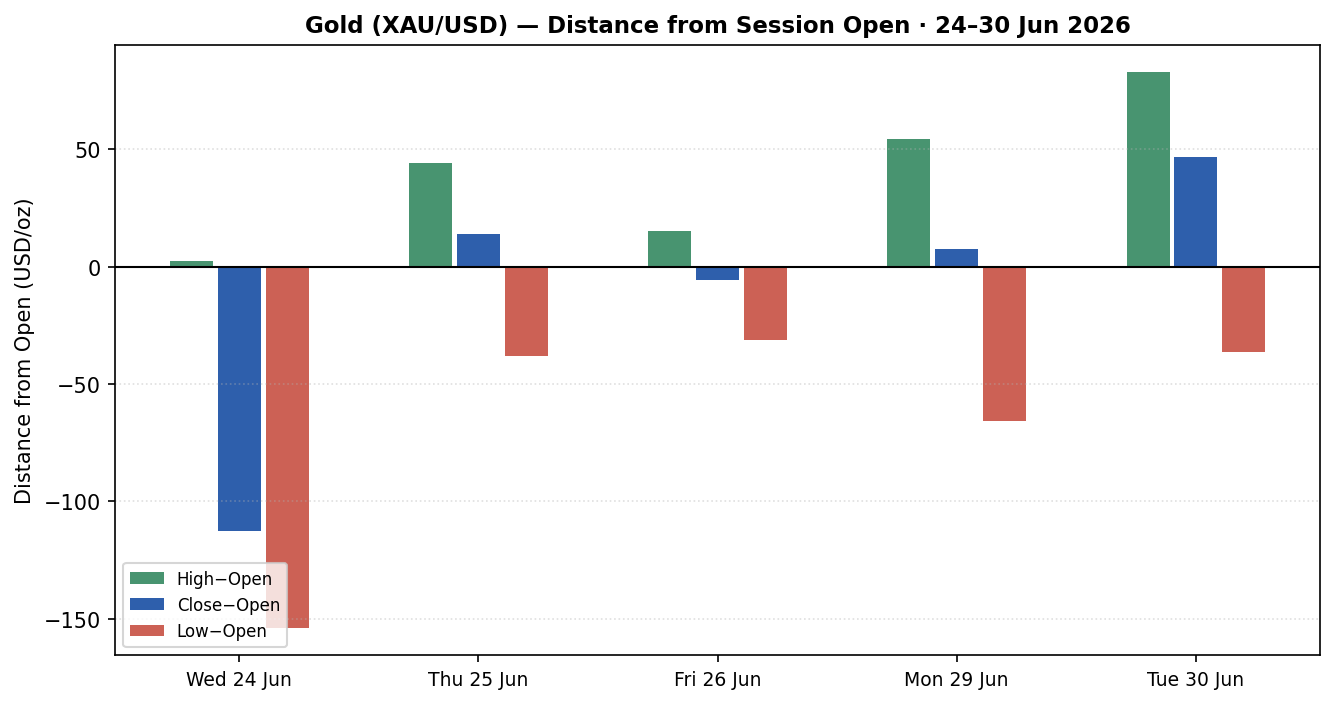 Gold (XAU/USD) — Distance from Session Open · 24–30 Jun 2026
Distance from Open (USD/oz)
50
0
−50
−100
−150
High−Open
Close−Open
Low−Open
Wed 24 Jun
Thu 25 Jun
Fri 26 Jun
Mon 29 Jun
Tue 30 Jun